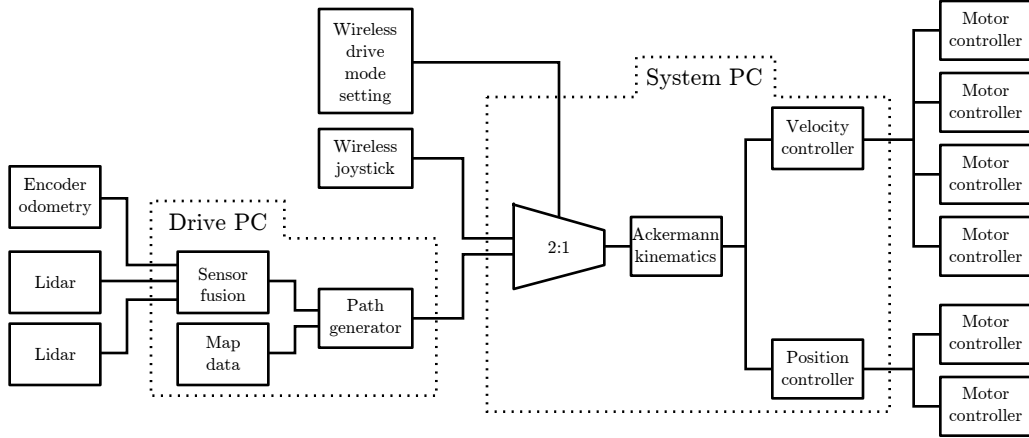 Wireless
drive
mode
setting
Wireless
joystick
Encoder
odometry
Lidar
Lidar
Drive PC
Sensor
fusion
Map
data
Path
generator
System PC
2:1
Ackermann
kinematics
Velocity
controller
Position
controller
Motor
controller
Motor
controller
Motor
controller
Motor
controller
Motor
controller
Motor
controller